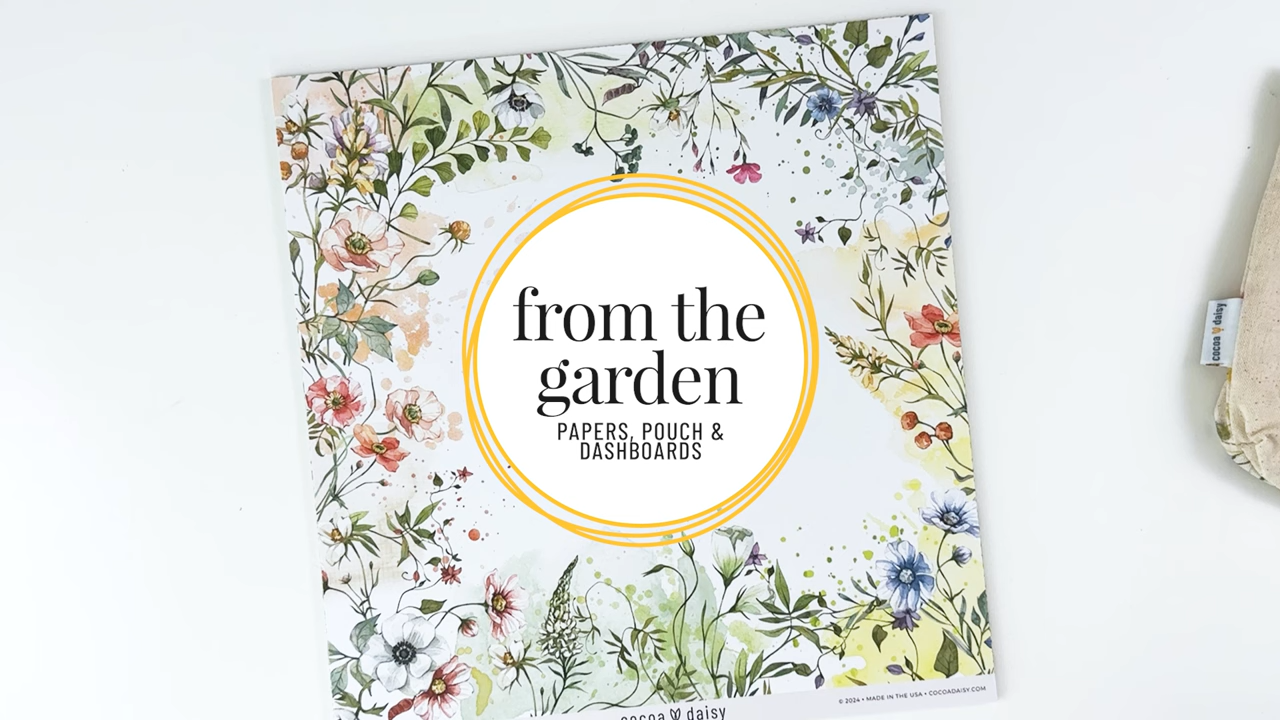 from the
garden
PAPERS, POUCH &
DASHBOARDS
cocoa daisy
© 2024 • MADE IN THE USA • COCOADAISY.COM
cocoa daisy